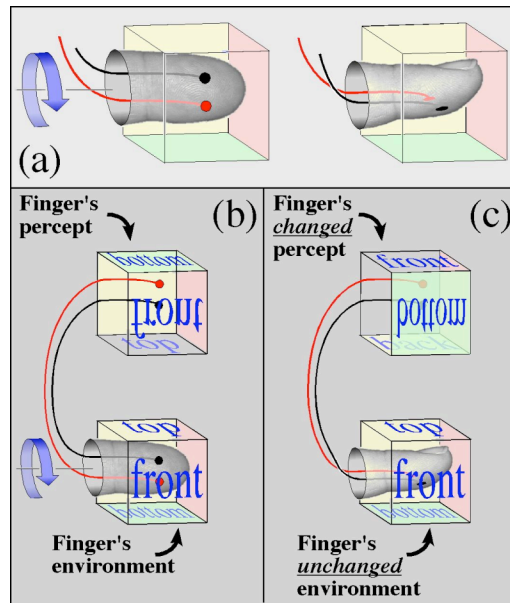 (a)
Finger's
percept
(b)
bottom
front
top
top
front
bottom
Finger's
environment
Finger's
changed
percept
(c)
front
bottom
back
top
front
bottom
Finger's
unchanged
environment